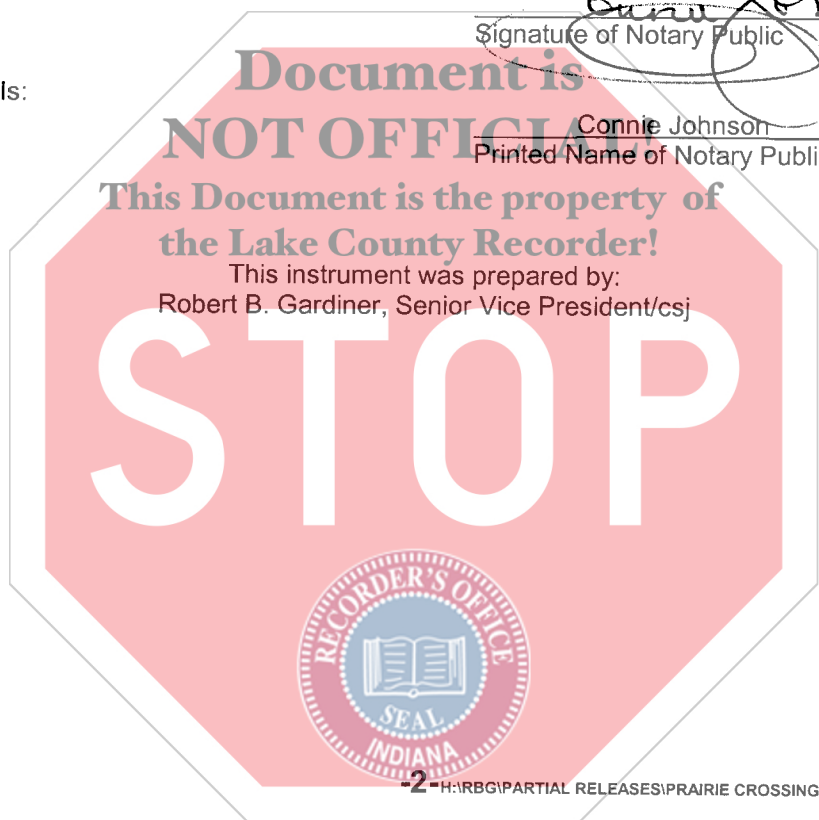 Signature of Notary Public
ls:
Document is
NOT OFFICIAL!
Connie Johnson
Printed Name of Notary Publi
This Document is the property of
the Lake County Recorder!
This instrument was prepared by:
Robert B. Gardiner, Senior Vice President/csj
STOP
RECORDER'S OFFICE
SEAL
INDIANA
-2-H:\RBG\PARTIAL RELEASES\PRAIRIE CROSSING